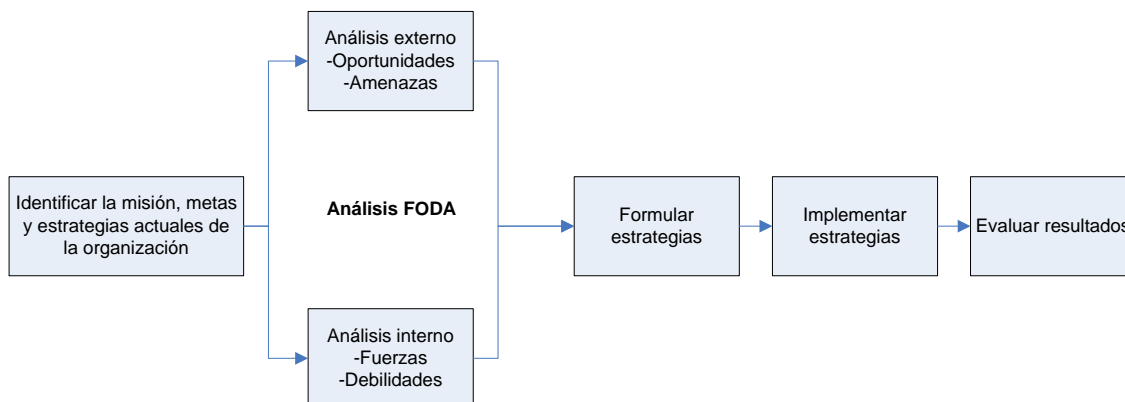 Análisis externo
-Oportunidades
-Amenazas
Identificar la misión, metas
y estrategias actuales de
la organización
Análisis FODA
Formular
estrategias
Implementar
estrategias
Evaluar resultados
Análisis interno
-Fuerzas
-Debilidades